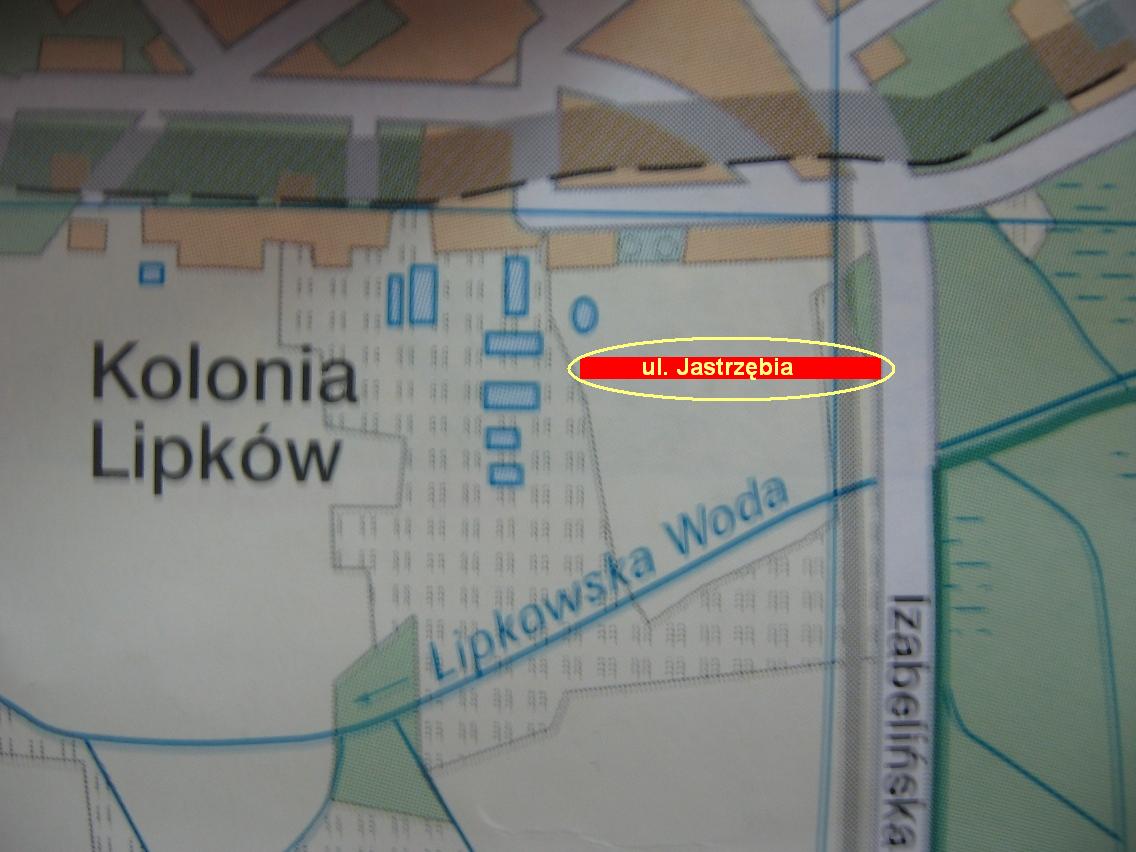 Kolonia
Lipków
ul. Jastrzębia
Lipkowska Woda
Izabelińska